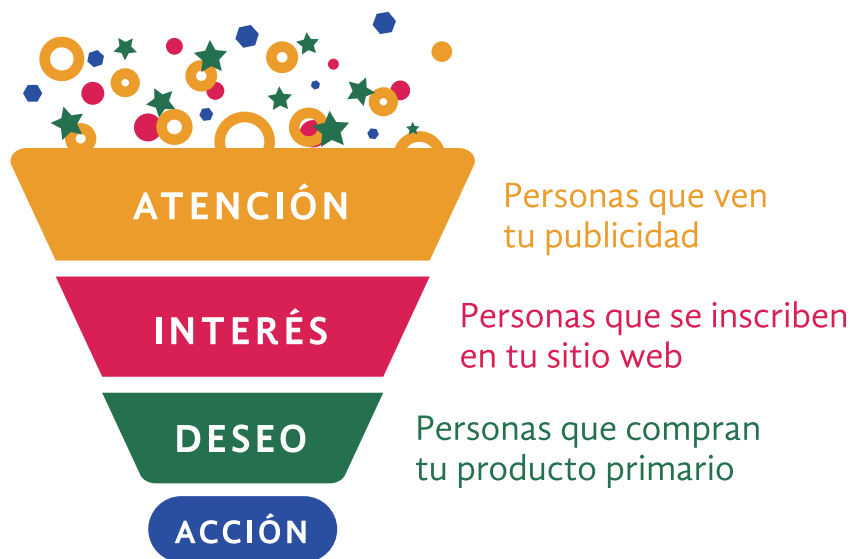 ATENCIÓN
Personas que ven
tu publicidad
INTERÉS
Personas que se inscriben
en tu sitio web
DESEO
Personas que compran
tu producto primario
ACCIÓN